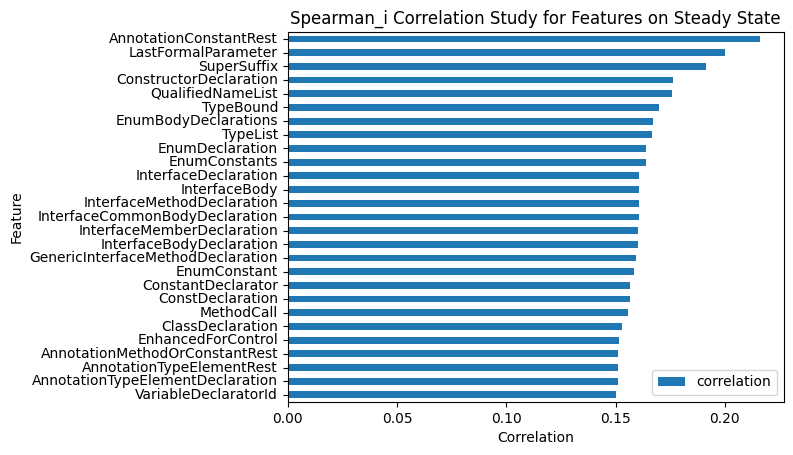 Spearman_i Correlation Study for Features on Steady State
AnnotationConstantRest
LastFormalParameter
SuperSuffix
ConstructorDeclaration
QualifiedNameList
TypeBound
EnumBodyDeclarations
TypeList
EnumDeclaration
EnumConstants
InterfaceDeclaration
InterfaceBody
InterfaceMethodDeclaration
InterfaceCommonBodyDeclaration
InterfaceMemberDeclaration
InterfaceBodyDeclaration
GenericInterfaceMethodDeclaration
EnumConstant
ConstantDeclarator
ConstDeclaration
MethodCall
ClassDeclaration
EnhancedForControl
AnnotationMethodOrConstantRest
AnnotationTypeElementRest
AnnotationTypeElementDeclaration
VariableDeclaratorId
Feature
correlation
0.00 0.05 0.10 0.15 0.20
Correlation